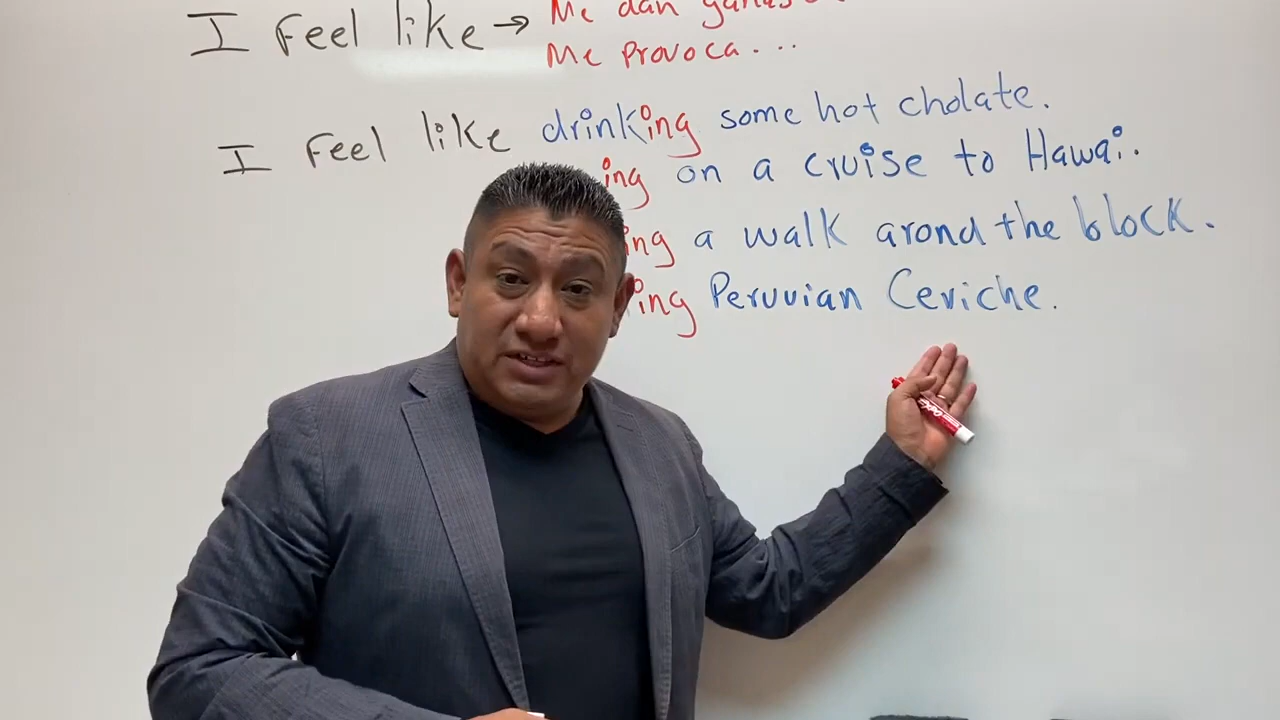 I Feel like → Me dan ganas
Me provoca...
I Feel like drinking some hot cholate.
ing on a cruise to Hawai.
ing a walk arond the block.
ing Peruvian Ceviche.